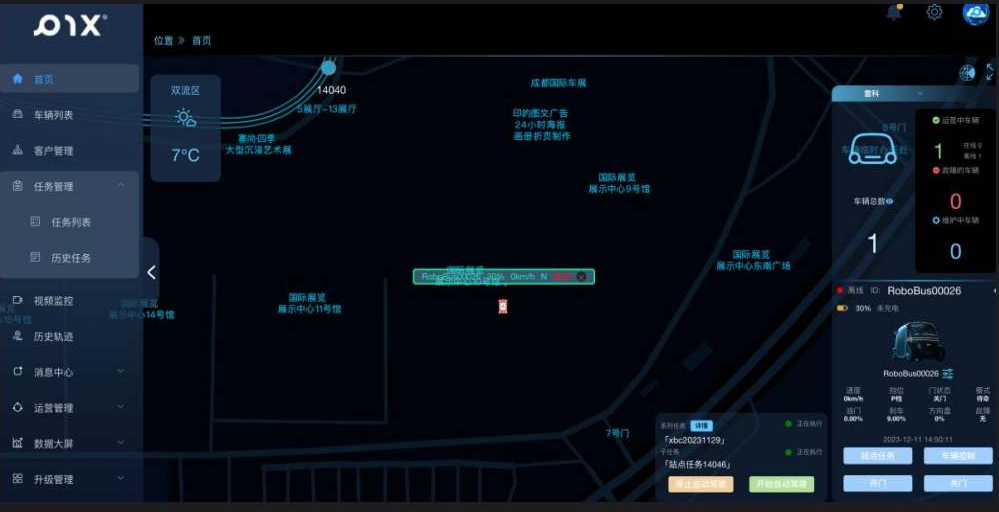 PIX
位置 》 首页
首页
车辆列表
客户管理
任务管理
任务列表
历史任务
视频监控
历史轨迹
消息中心
运营管理
数据大屏
升级管理
双流区
7°C
14040
5展厅-13展厅
寨尚·四季
大型沉浸艺术展
成都国际车展
印的图文广告
24小时海报
画册折页制作
国际展览
展示中心9号馆
国际展览
展示中心东南广场
国际展览
展示中心11号馆
国际展览
展示中心14号馆
国际展览
0km/h N
7号门
8号门
系列任务 详情 正在执行
「xbc20231129」
子任务 正在执行
「站点任务14046」
停止自动驾驶 开始自动驾驶
雷科
车辆总数
1
运营中车辆
1
在线 0
离线 1
故障的车辆
0
维护中车辆
0
离线 ID: RoboBus00026
30% 未充电
RoboBus00026
速度 档位 门状态 模式
0km/h P档 关门 待命
油门 刹车 方向盘 故障
0.00% 9.00% 0% 无
2023-12-11 14:50:11
站点任务 车辆控制
开门 关门